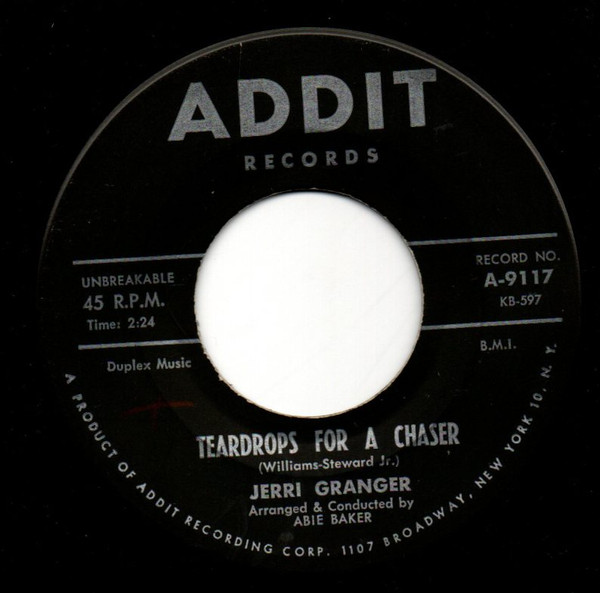 ADDIT
RECORDS
UNBREAKABLE
45 R.P.M.
Time: 2:24
RECORD NO.
A-9117
KB-597
Duplex Music
B.M.I.
TEARDROPS FOR A CHASER
(Williams-Steward Jr.)
JERRI GRANGER
Arranged & Conducted by
ABIE BAKER
A PRODUCT OF ADDIT RECORDING CORP. 1107 BROADWAY, NEW YORK 10, N. Y.